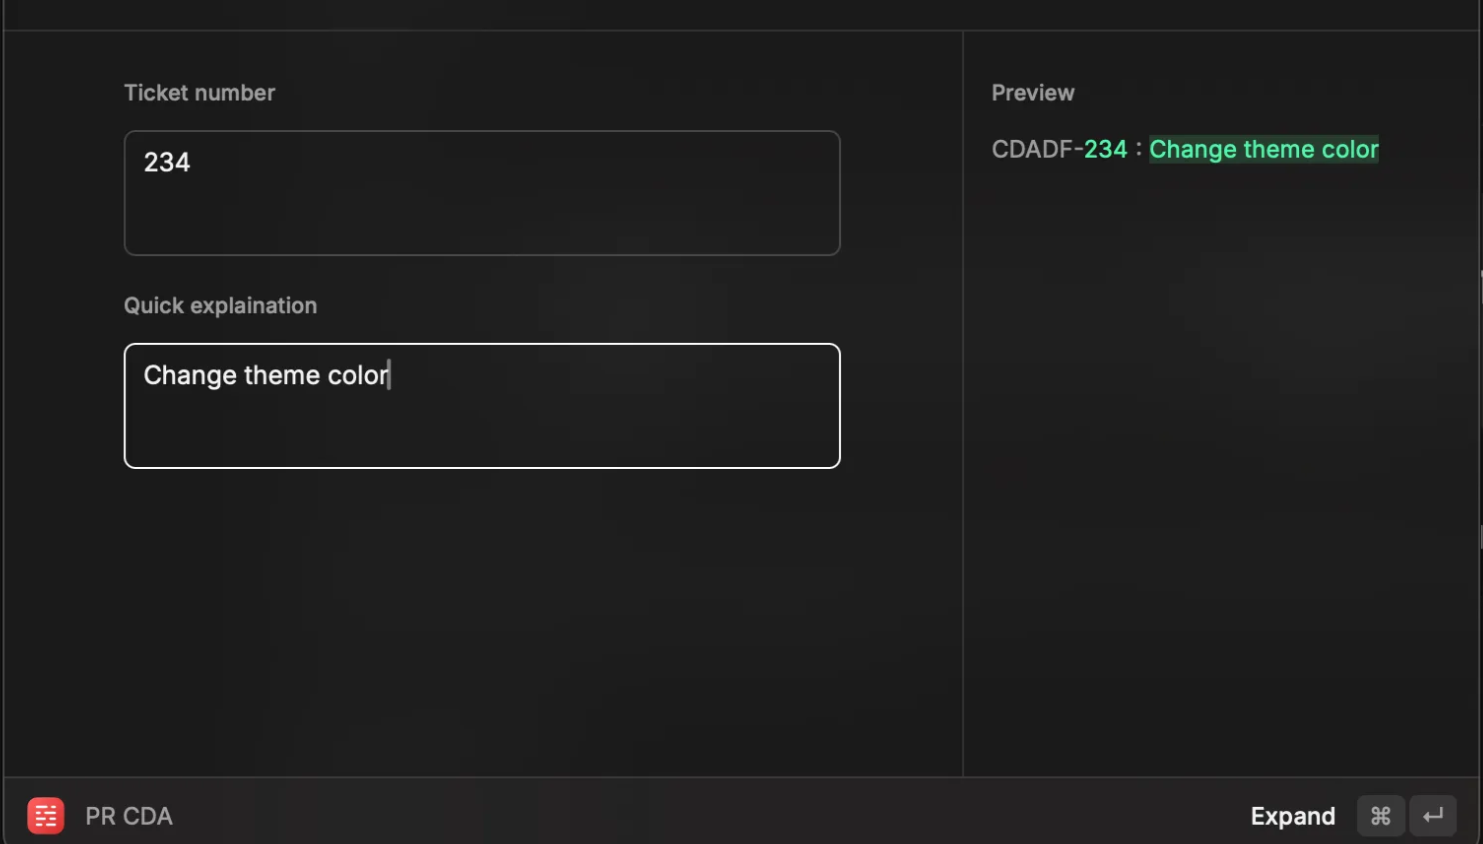 Ticket number
234
Quick explaination
Change theme color
Preview
CDADF-234 : Change theme color
PR CDA
Expand ⌘ ↵